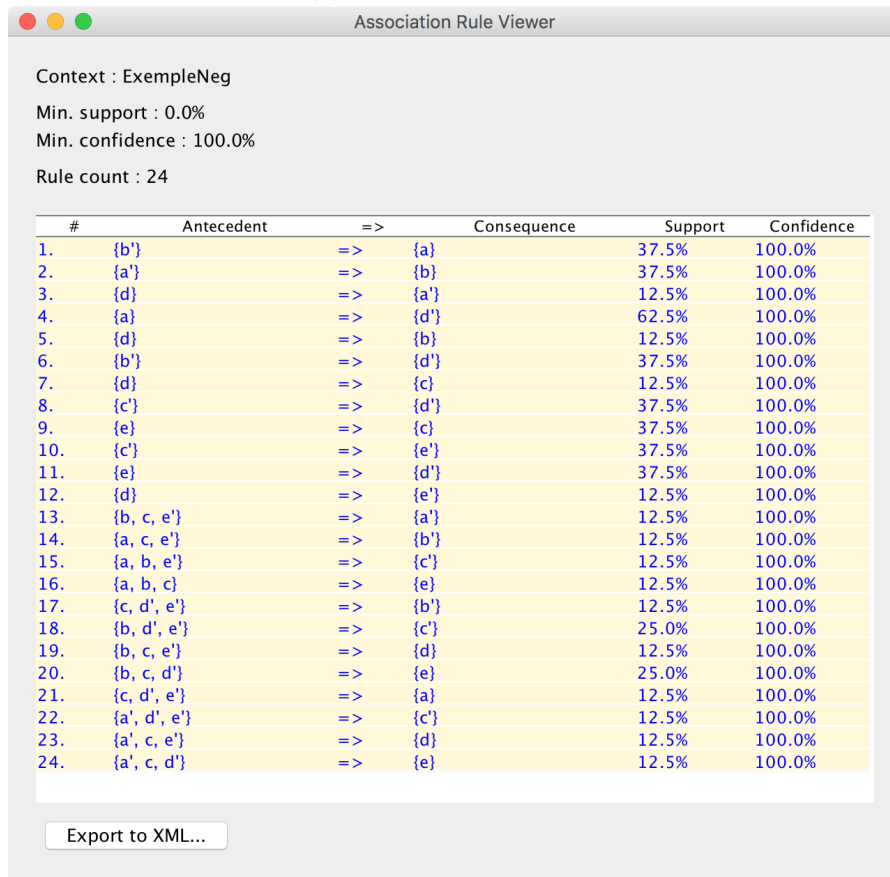 Association Rule Viewer
Context : ExempleNeg
Min. support : 0.0%
Min. confidence : 100.0%
Rule count : 24
# Antecedent => Consequence Support Confidence
1. {b'} => {a} 37.5% 100.0%
2. {a'} => {b} 37.5% 100.0%
3. {d} => {a'} 12.5% 100.0%
4. {a} => {d'} 62.5% 100.0%
5. {d} => {b} 12.5% 100.0%
6. {b'} => {d'} 37.5% 100.0%
7. {d} => {c} 12.5% 100.0%
8. {c'} => {d'} 37.5% 100.0%
9. {e} => {c} 37.5% 100.0%
10. {c'} => {e'} 37.5% 100.0%
11. {e} => {d'} 37.5% 100.0%
12. {d} => {e'} 12.5% 100.0%
13. {b, c, e'} => {a'} 12.5% 100.0%
14. {a, c, e'} => {b'} 12.5% 100.0%
15. {a, b, e'} => {c'} 12.5% 100.0%
16. {a, b, c} => {e} 12.5% 100.0%
17. {c, d', e'} => {b'} 12.5% 100.0%
18. {b, d', e'} => {c'} 25.0% 100.0%
19. {b, c, e'} => {d} 12.5% 100.0%
20. {b, c, d'} => {e} 25.0% 100.0%
21. {c, d', e'} => {a} 12.5% 100.0%
22. {a', d', e'} => {c'} 12.5% 100.0%
23. {a', c, e'} => {d} 12.5% 100.0%
24. {a', c, d'} => {e} 12.5% 100.0%
Export to XML...